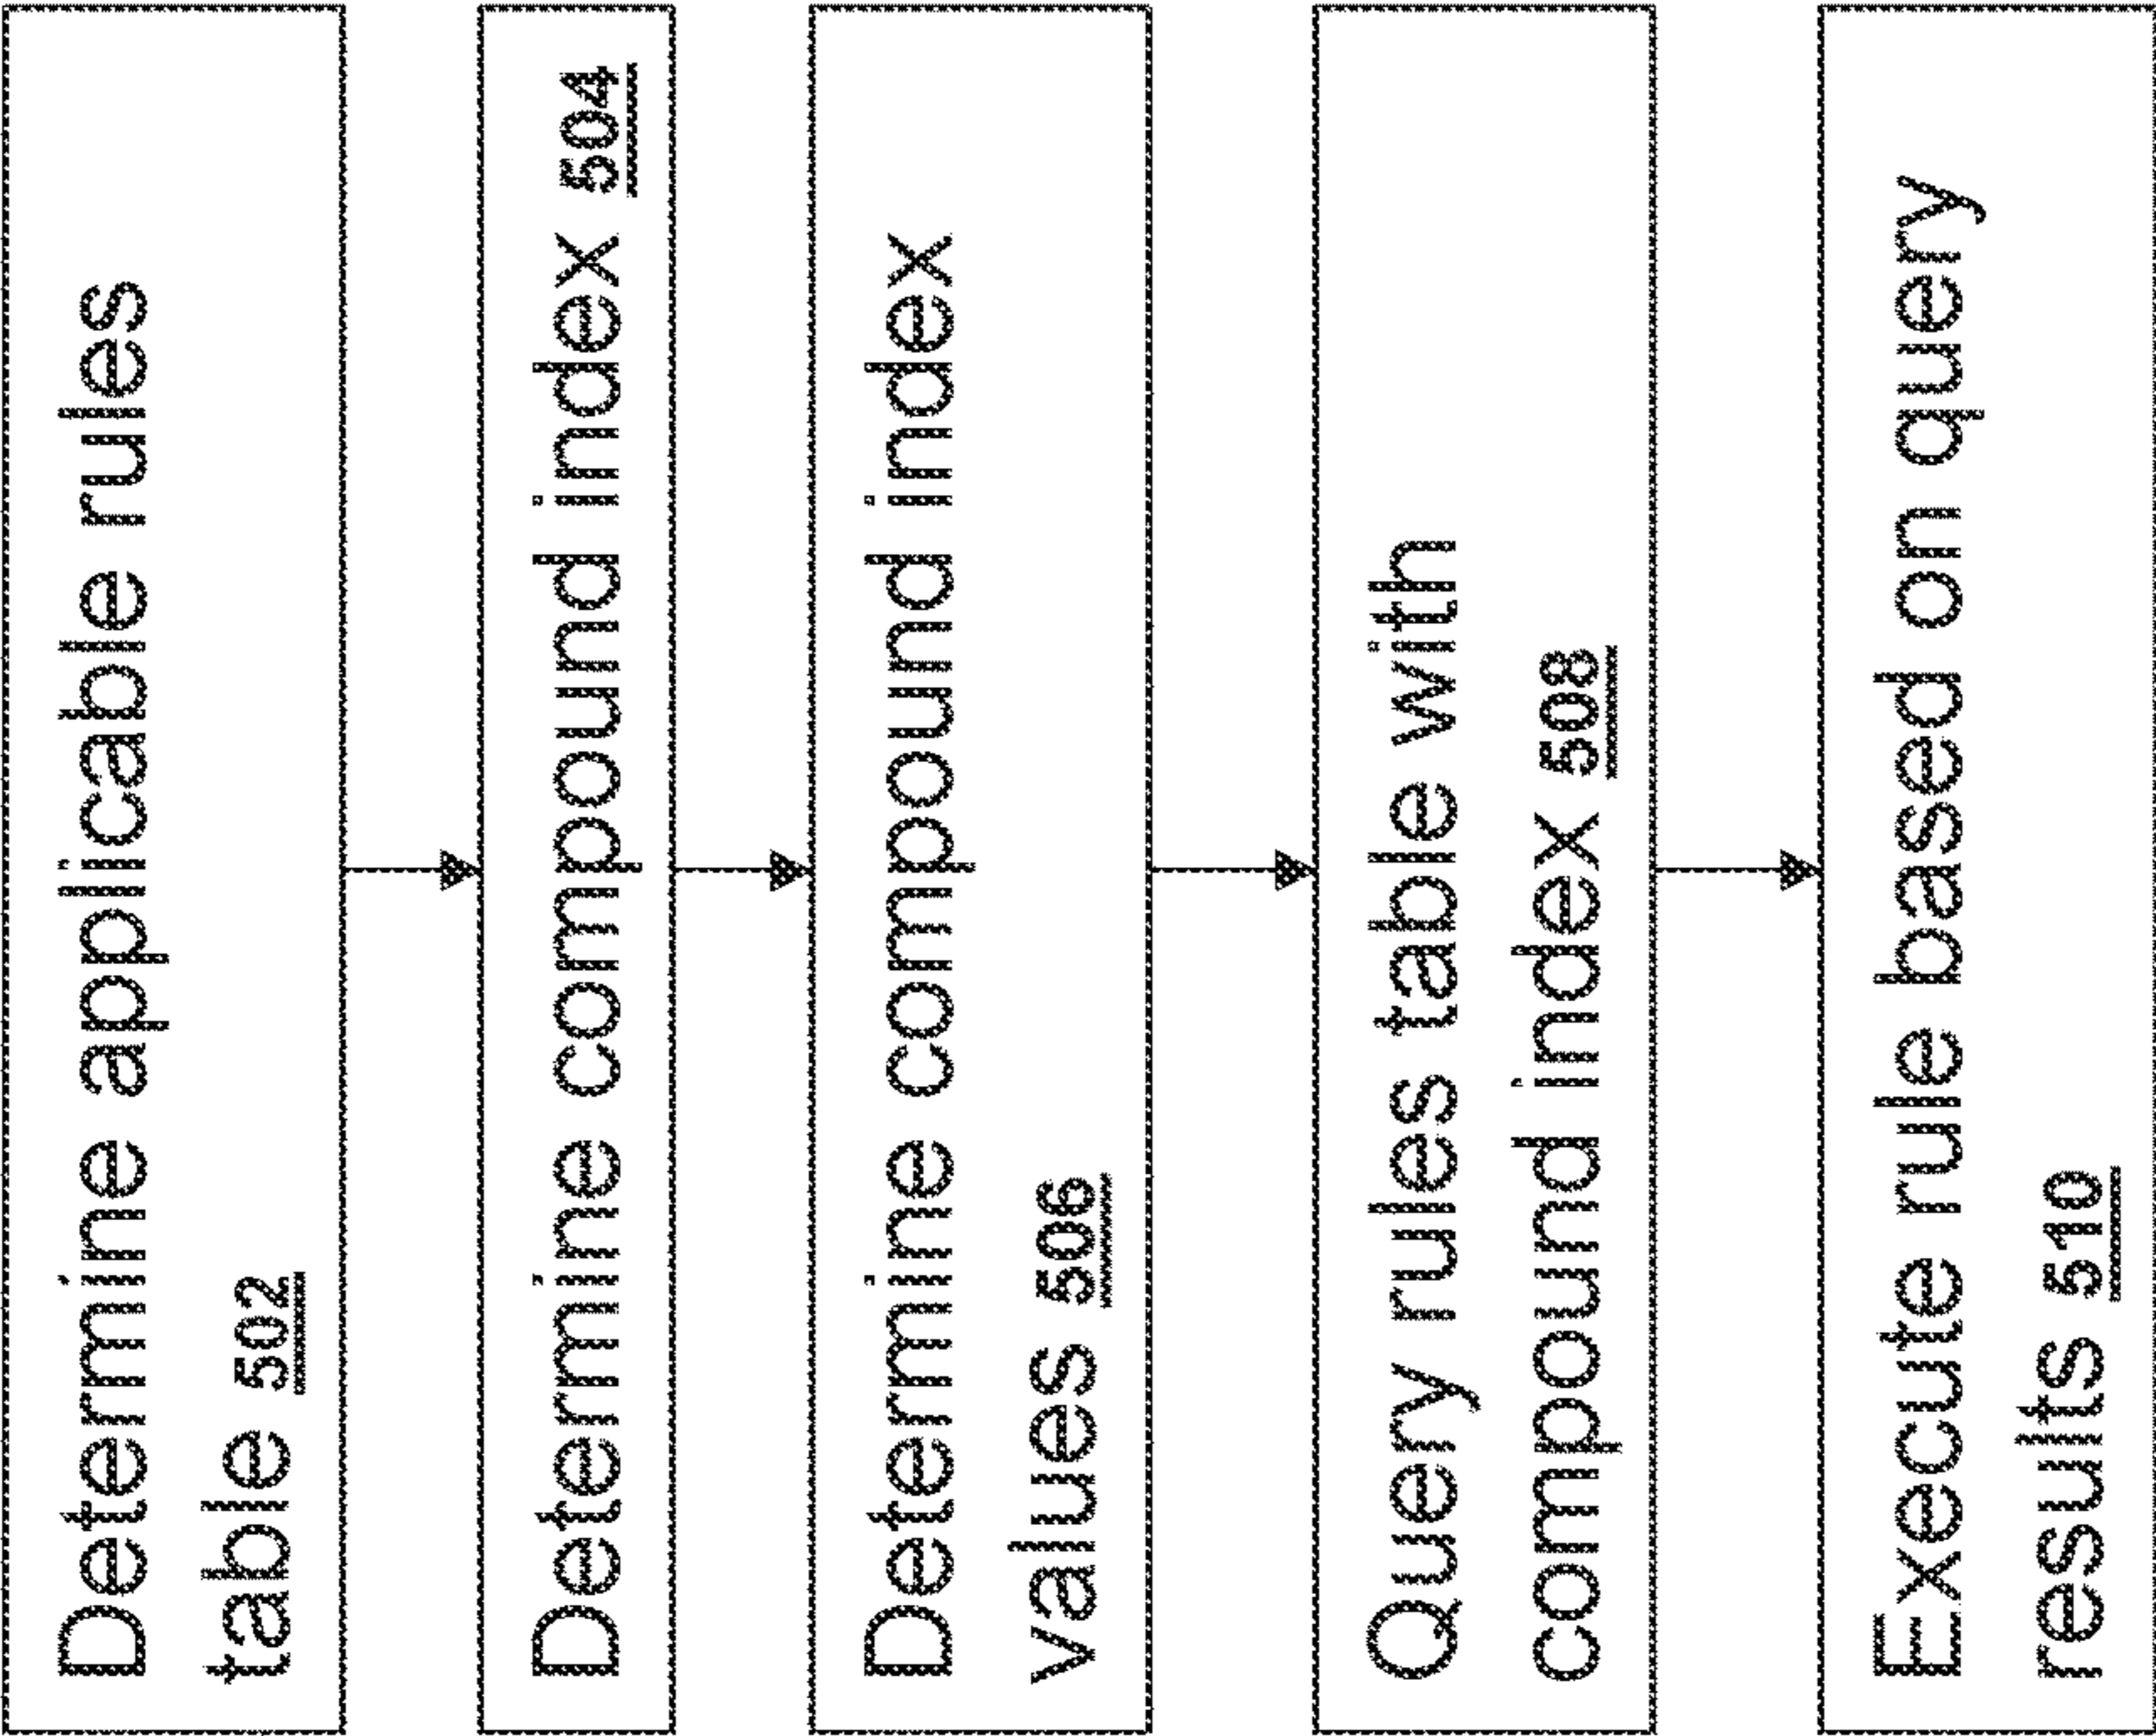 Determine applicable rules
table 502
Determine compound index 504
Determine compound index
values 506
Query rules table with
compound index 508
Execute rule based on query
results 510